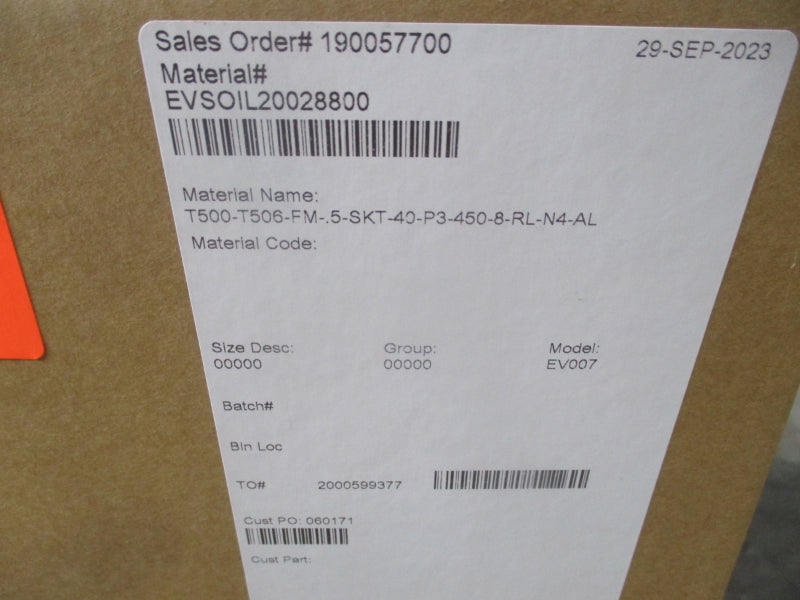 Sales Order# 190057700
29-SEP-2023
Material#
EVSOIL20028800
Material Name:
T500-T506-FM-.5-SKT-40-P3-450-8-RL-N4-AL
Material Code:
Size Desc: Group: Model:
00000 00000 EV007
Batch#
Bin Loc
TO# 2000599377
Cust PO: 060171
Cust Part: